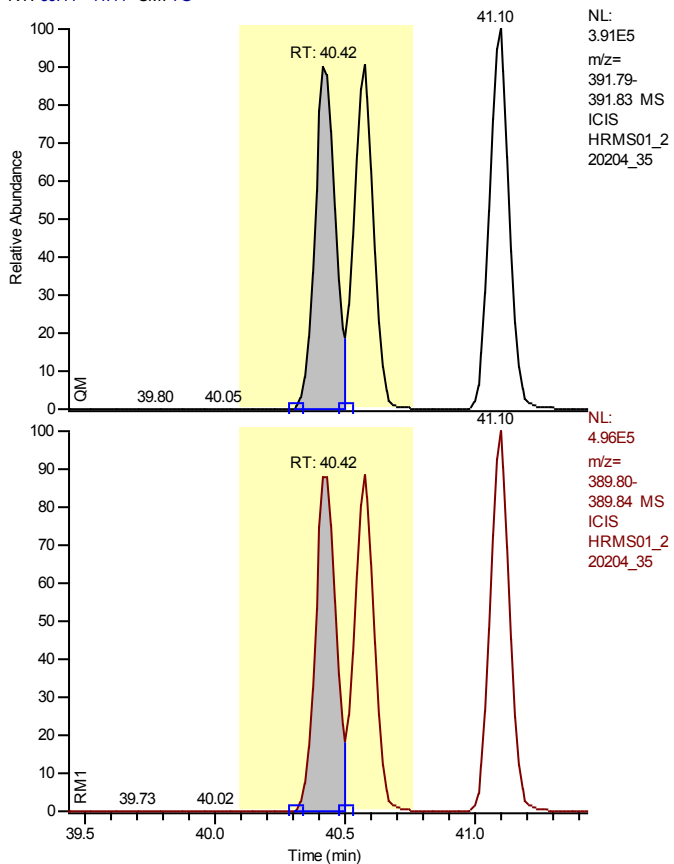 NL:
3.91E5
m/z=
391.79-
391.83 MS
ICIS
HRMS01_2
20204_35
41.10
100
RT: 40.42
90
80
70
60
50
40
30
20
10
0
Relative Abundance
QM
39.80
40.05
NL:
4.96E5
m/z=
389.80-
389.84 MS
ICIS
HRMS01_2
20204_35
41.10
100
RT: 40.42
90
80
70
60
50
40
30
20
10
0
RM1
39.73
40.02
39.5
40.0
40.5
41.0
Time (min)